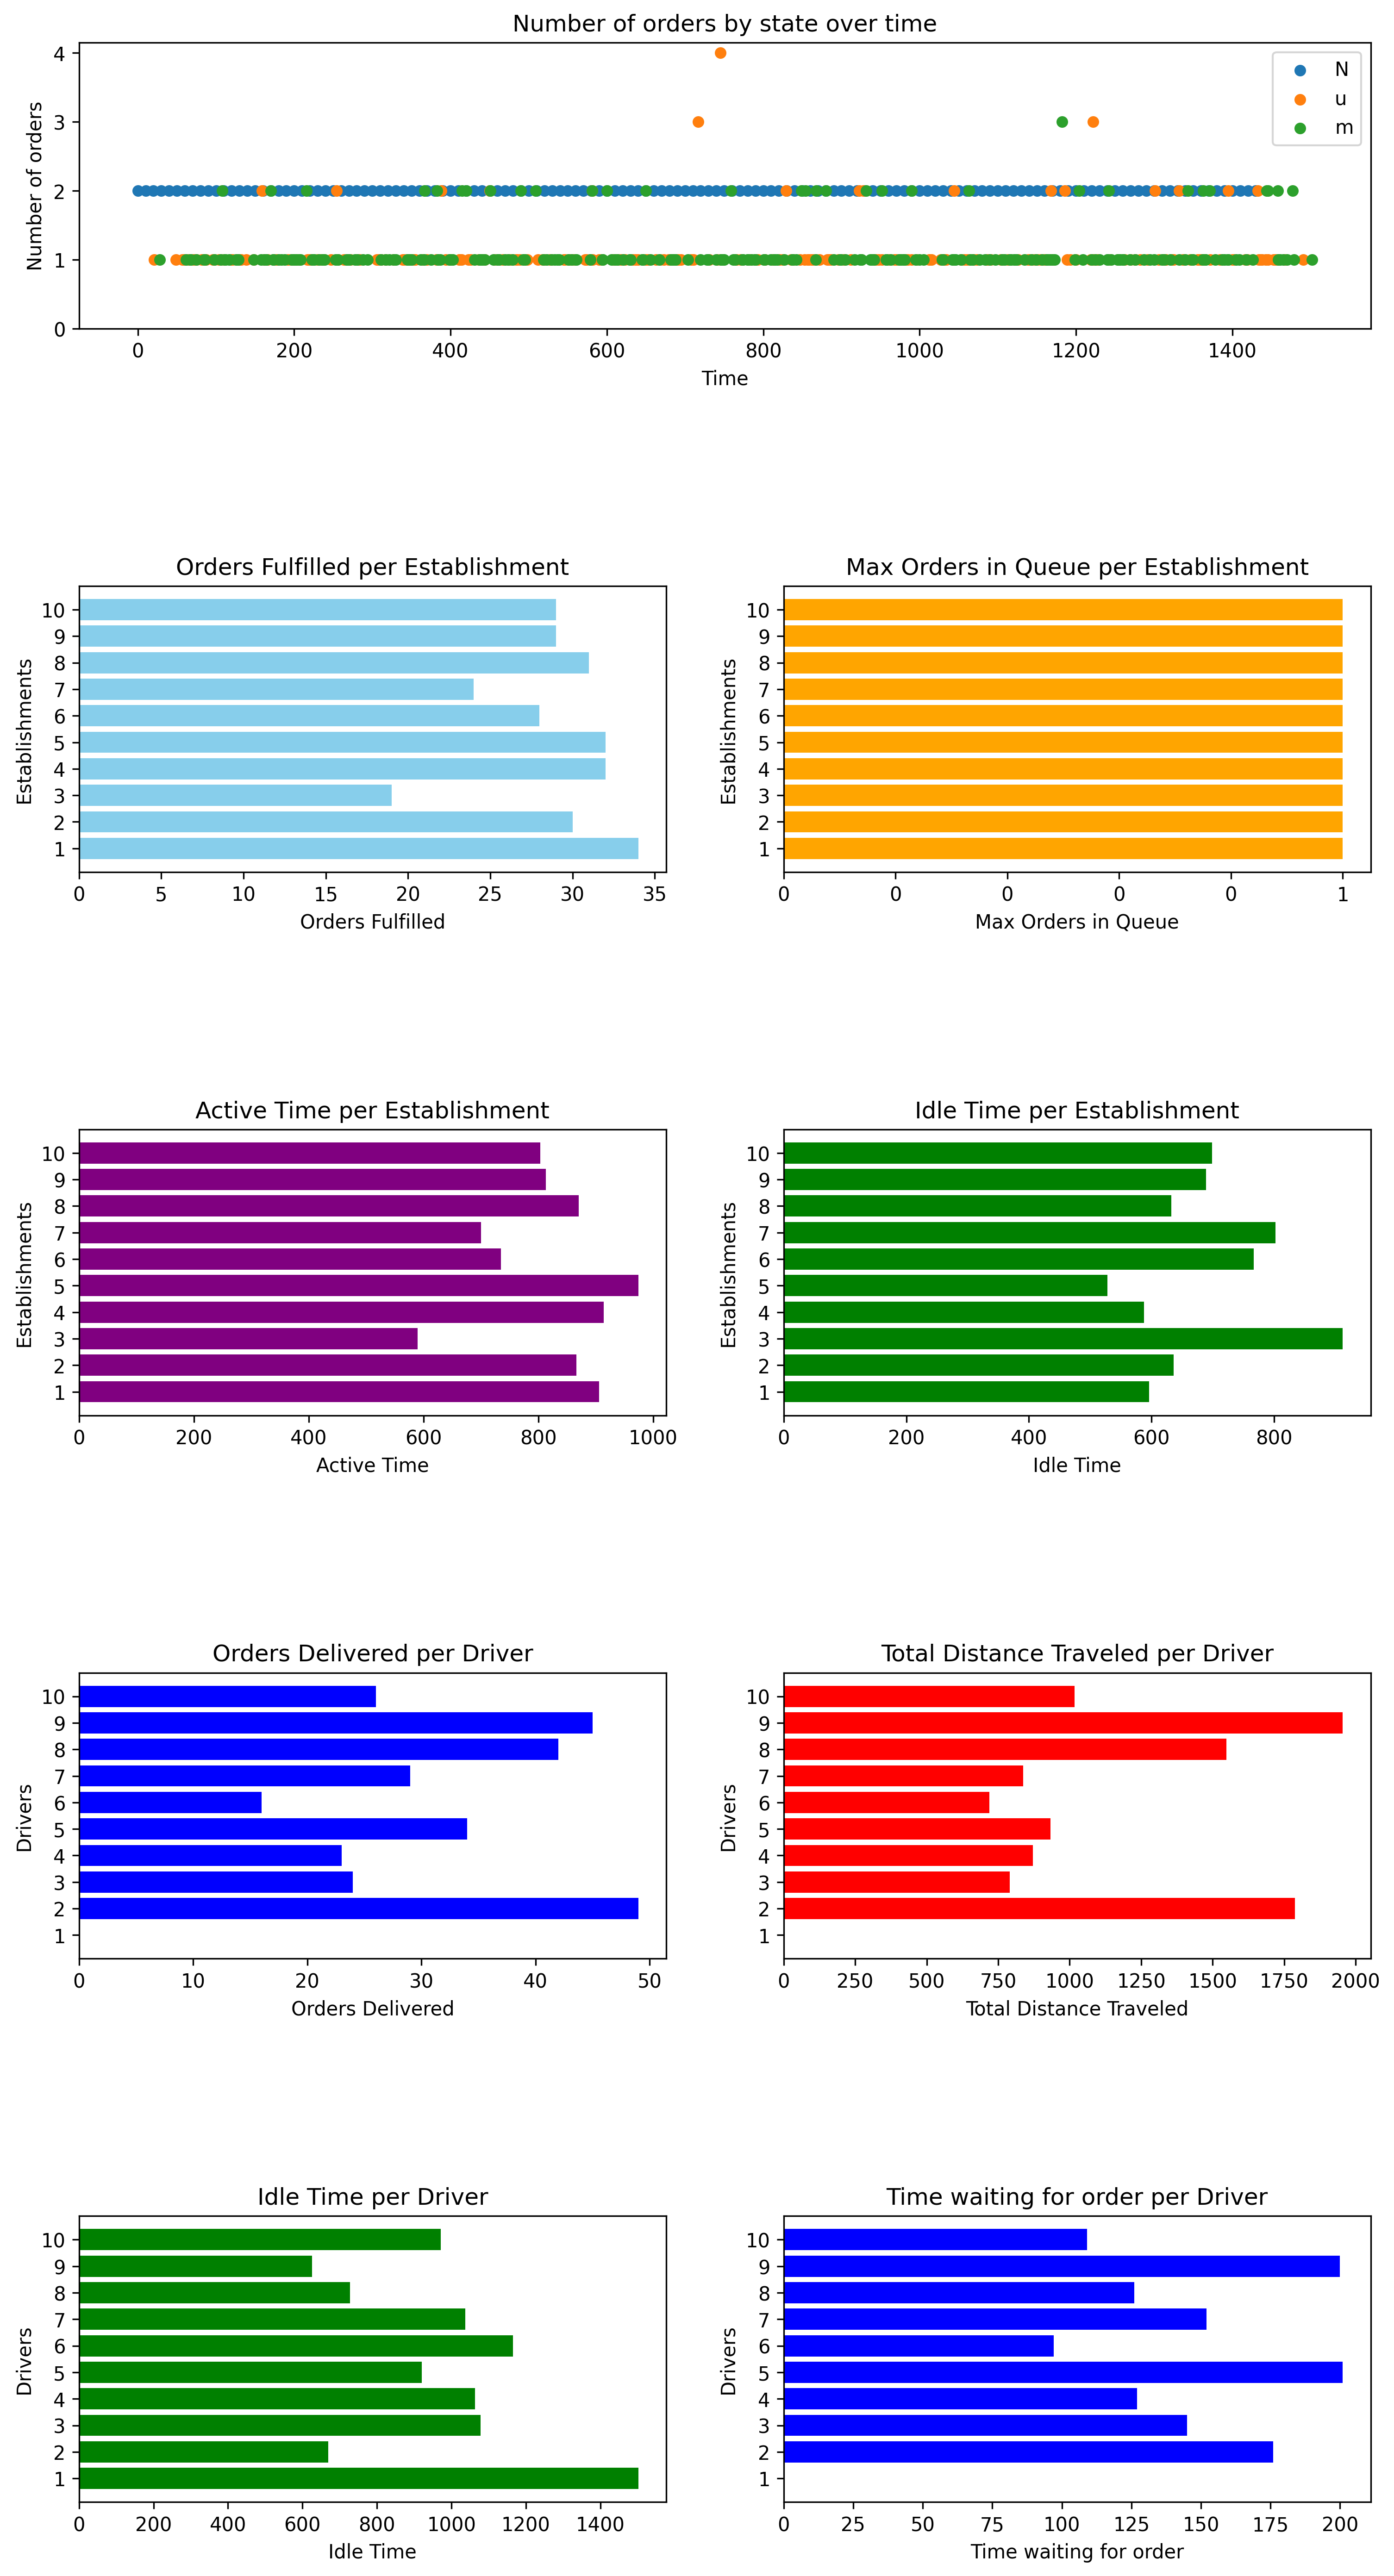 Number of orders by state over time
Number of orders
4
3
2
1
0
N
u
m
0 200 400 600 800 1000 1200 1400
Time
Orders Fulfilled per Establishment
Establishments
10
9
8
7
6
5
4
3
2
1
0 5 10 15 20 25 30 35
Orders Fulfilled
Max Orders in Queue per Establishment
Establishments
10
9
8
7
6
5
4
3
2
1
0 0 0 0 0 1
Max Orders in Queue
Active Time per Establishment
Establishments
10
9
8
7
6
5
4
3
2
1
0 200 400 600 800 1000
Active Time
Idle Time per Establishment
Establishments
10
9
8
7
6
5
4
3
2
1
0 200 400 600 800
Idle Time
Orders Delivered per Driver
Drivers
10
9
8
7
6
5
4
3
2
1
0 10 20 30 40 50
Orders Delivered
Total Distance Traveled per Driver
Drivers
10
9
8
7
6
5
4
3
2
1
0 250 500 750 1000 1250 1500 1750 2000
Total Distance Traveled
Idle Time per Driver
Drivers
10
9
8
7
6
5
4
3
2
1
0 200 400 600 800 1000 1200 1400
Idle Time
Time waiting for order per Driver
Drivers
10
9
8
7
6
5
4
3
2
1
0 25 50 75 100 125 150 175 200
Time waiting for order